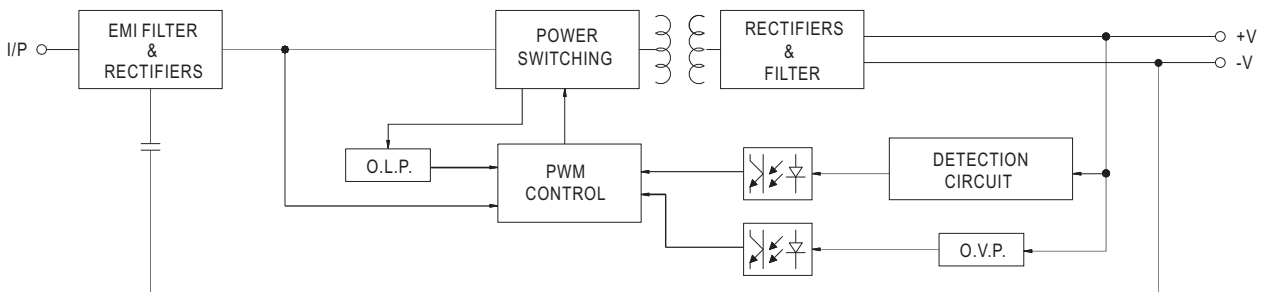 I/P
EMI FILTER
&
RECTIFIERS
POWER
SWITCHING
RECTIFIERS
&
FILTER
+V
-V
O.L.P.
PWM
CONTROL
DETECTION
CIRCUIT
O.V.P.